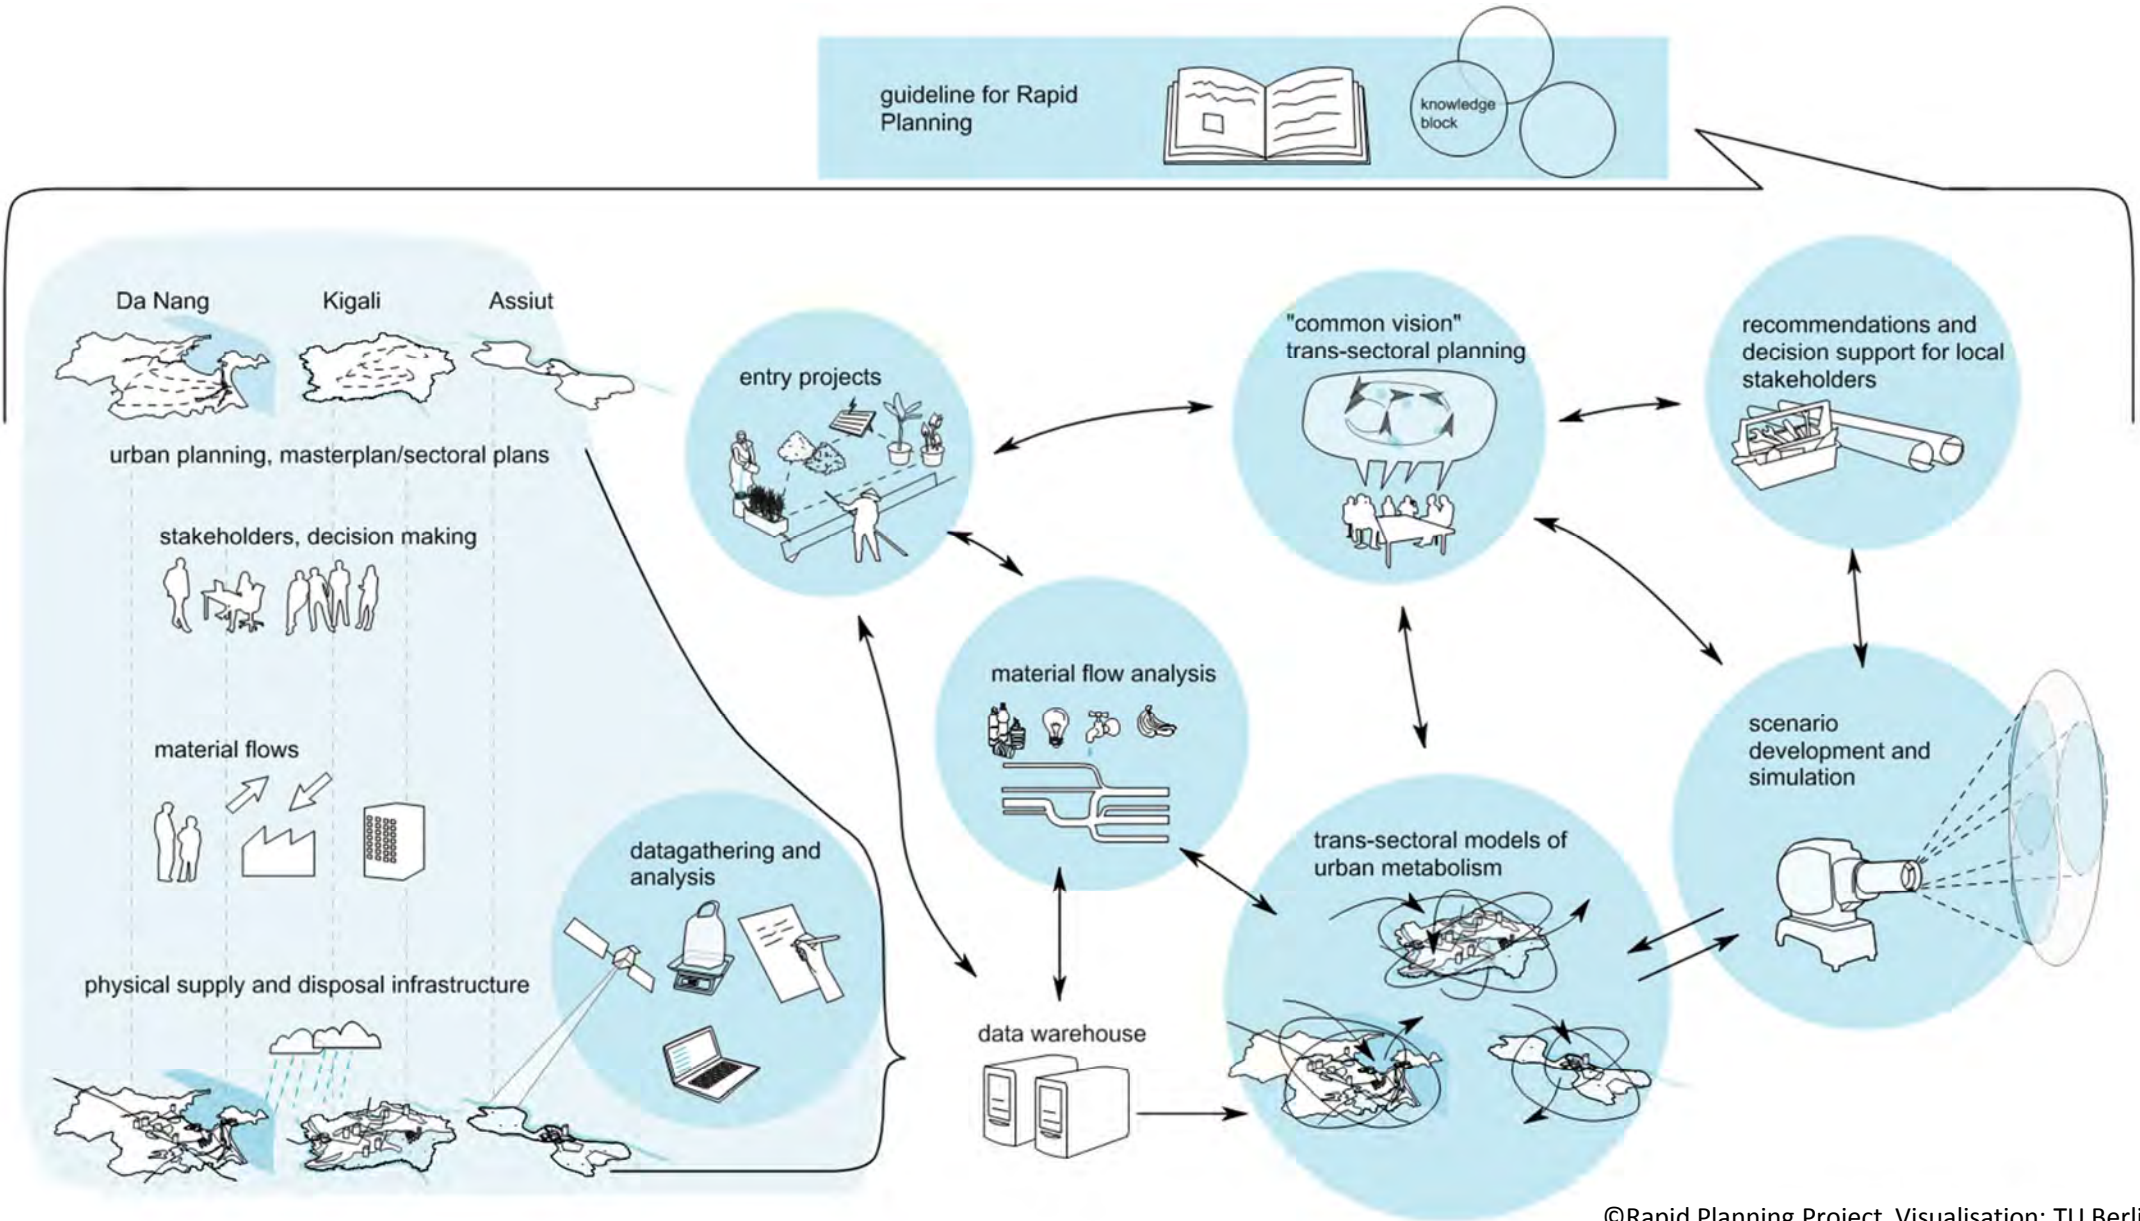 guideline for Rapid
Planning
knowledge
block
Da Nang
Kigali
Assiut
urban planning, masterplan/sectoral plans
stakeholders, decision making
material flows
physical supply and disposal infrastructure
datagathering and
analysis
entry projects
material flow analysis
data warehouse
"common vision"
trans-sectoral planning
trans-sectoral models of
urban metabolism
recommendations and
decision support for local
stakeholders
scenario
development and
simulation
©Rapid Planning Project, Visualisation: TU Berli